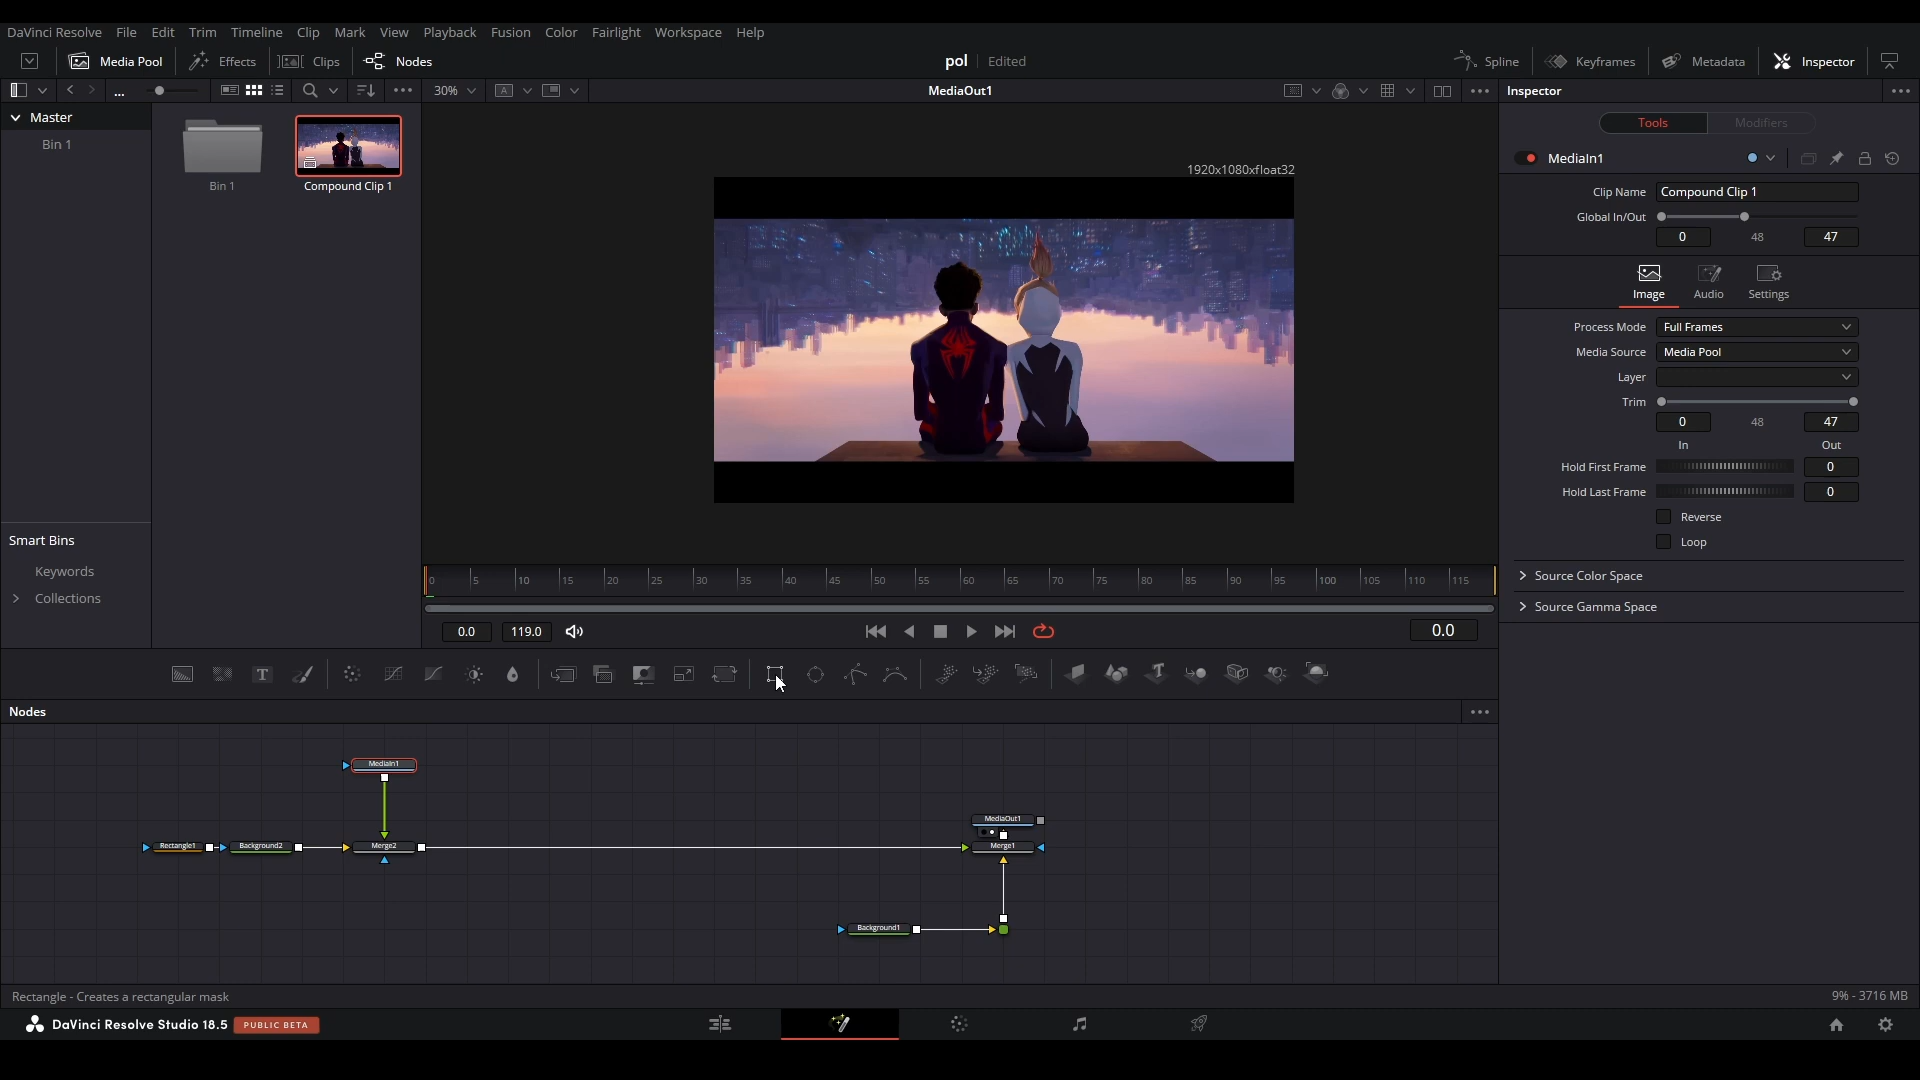 DaVinci Resolve File Edit Trim Timeline Clip Mark View Playback Fusion Color Fairlight Workspace Help
Media Pool Effects Clips Nodes pol Edited Spline Keyframes Metadata Inspector
... 30% A MediaOut1 Inspector
Master
Bin 1
Bin 1
Compound Clip 1
Smart Bins
Keywords
Collections
1920x1080xfloat32
0 5 10 15 20 25 30 35 40 45 50 55 60 65 70 75 80 85 90 95 100 105 110 115
0.0 119.0 0.0
T T
Nodes
MediaIn1
Rectangle1 Background2 Merge2
MediaOut1
Merge1
Background1
Tools Modifiers
MediaIn1
Clip Name Compound Clip 1
Global In/Out
0 48 47
Image Audio Settings
Process Mode Full Frames
Media Source Media Pool
Layer
Trim
0 48 47
In Out
Hold First Frame 0
Hold Last Frame 0
Reverse
Loop
Source Color Space
Source Gamma Space
Rectangle - Creates a rectangular mask 9% - 3716 MB
DaVinci Resolve Studio 18.5 PUBLIC BETA